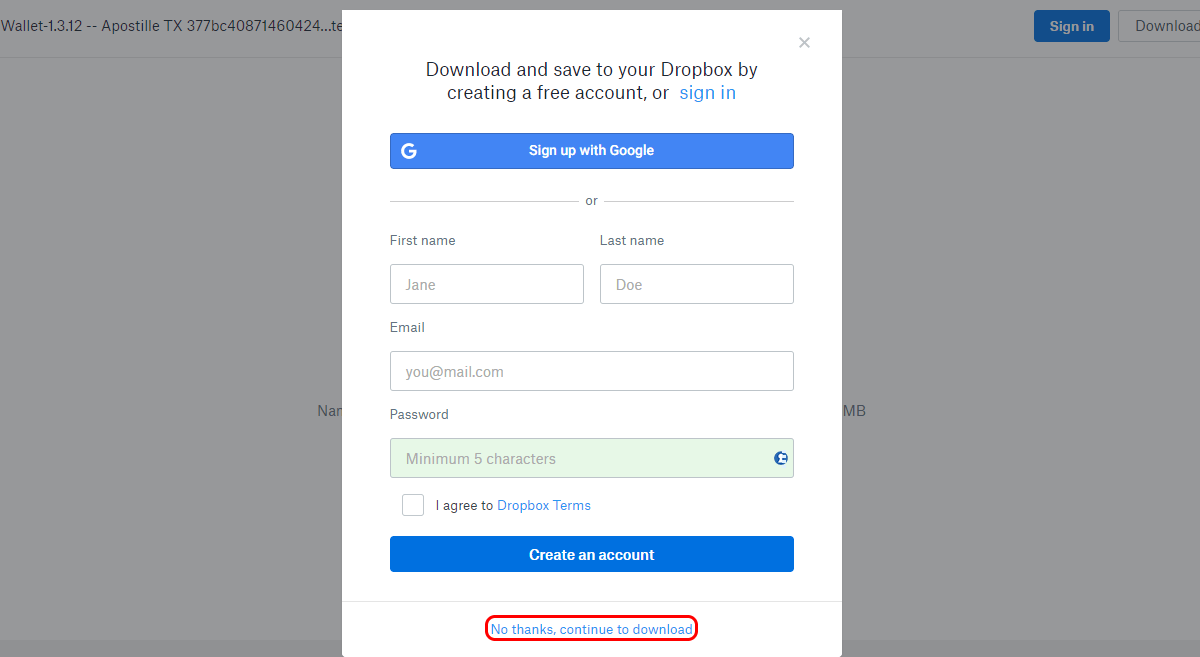 Wallet-1.3.12 -- Apostille TX 377bc40871460424...te
Sign in
Download
Download and save to your Dropbox by
creating a free account, or sign in
Sign up with Google
or
First name
Last name
Jane
Doe
Email
you@mail.com
Nar
MB
Password
Minimum 5 characters
I agree to Dropbox Terms
Create an account
No thanks, continue to download